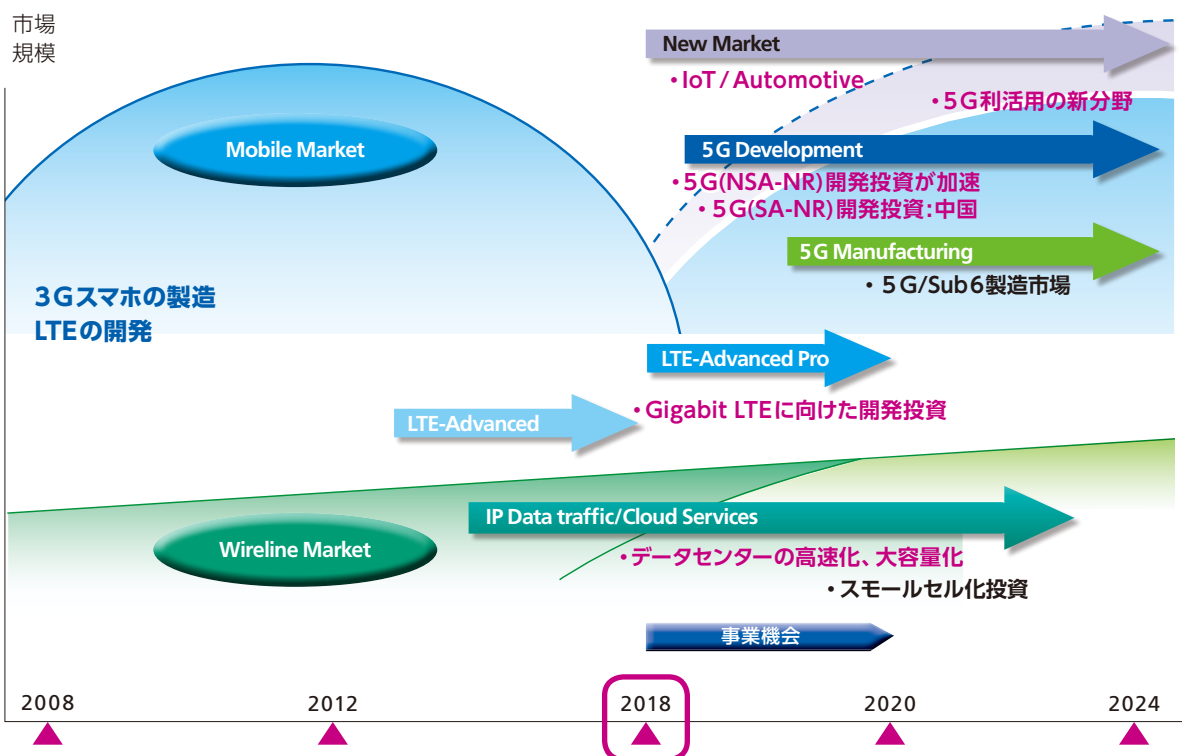 市場
規模
New Market
・IoT / Automotive
・5G利活用の新分野
Mobile Market
5G Development
・5G(NSA-NR)開発投資が加速
・5G(SA-NR)開発投資:中国
5G Manufacturing
・5G/Sub6製造市場
3Gスマホの製造
LTEの開発
LTE-Advanced Pro
・Gigabit LTEに向けた開発投資
LTE-Advanced
IP Data traffic/Cloud Services
Wireline Market
・データセンターの高速化、大容量化
・スモールセル化投資
事業機会
2008 2012 2018 2020 2024